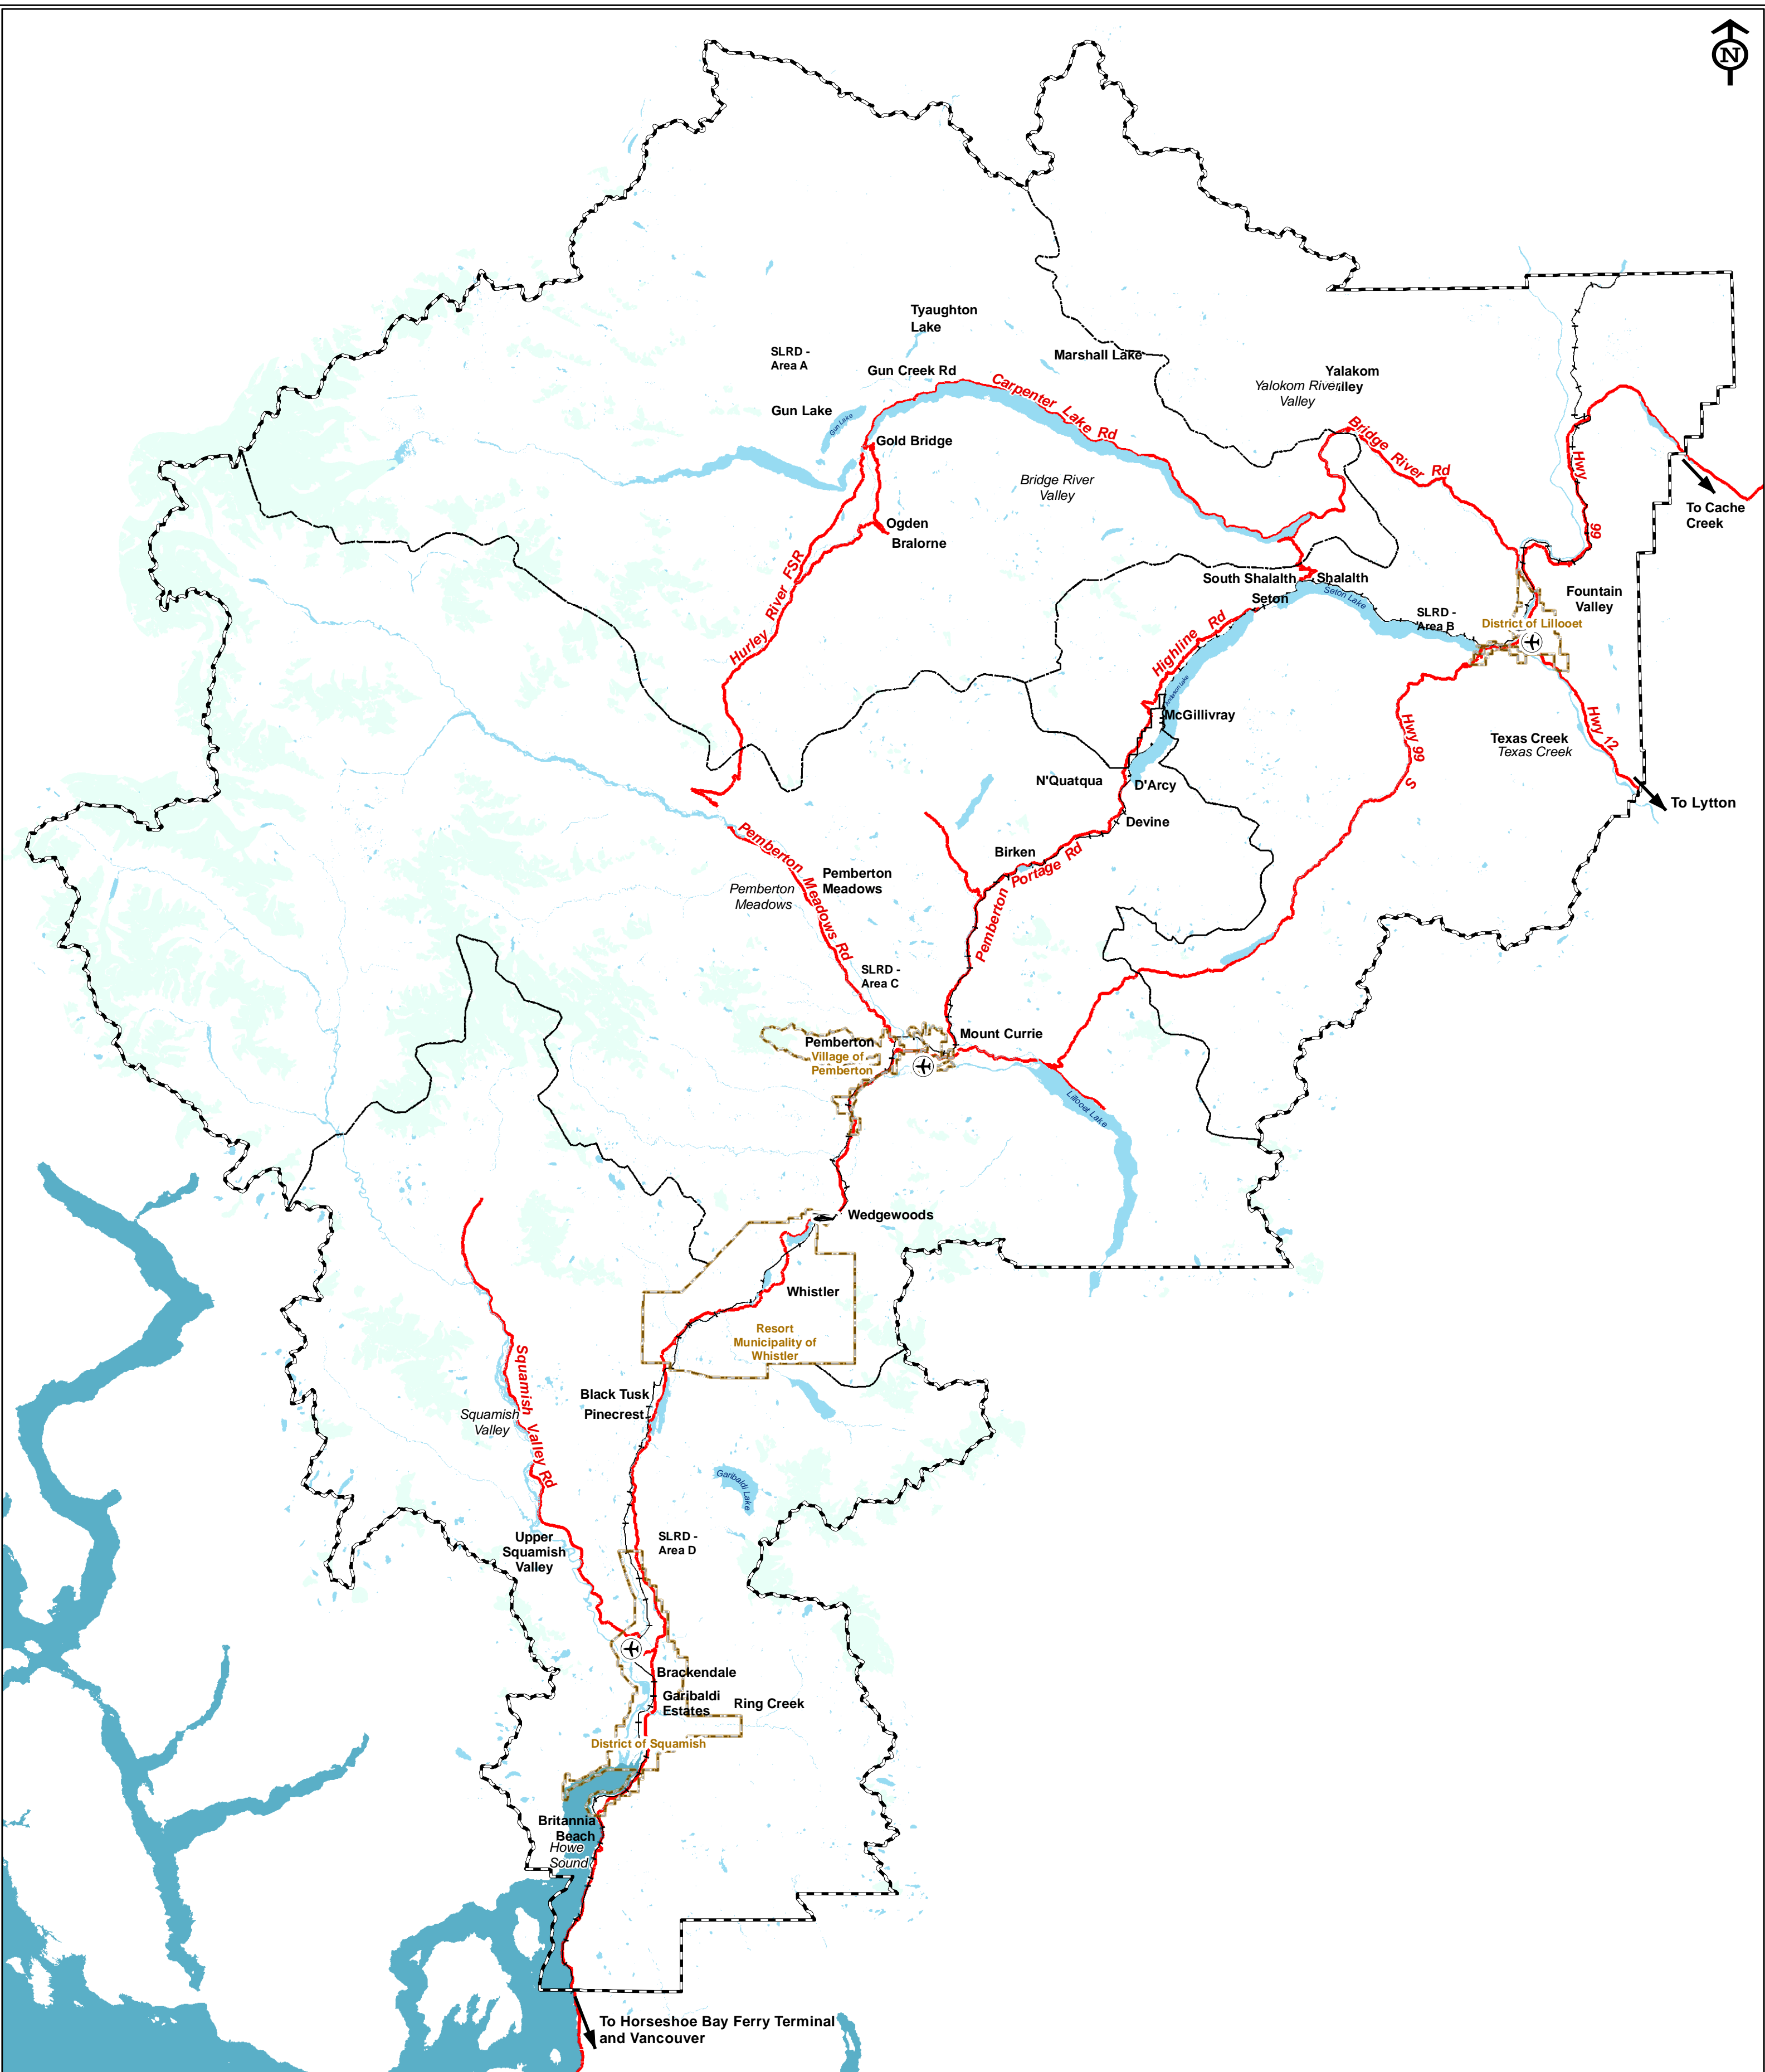 N
Tyaughton
Lake
SLRD -
Area A
Marshall Lake
Gun Creek Rd
Yalakom
Yalokom River
lley
Valley
Carpenter Lake Rd
Gun Lake
Gun Lake
Gold Bridge
Bridge River Rd
Hwy 99
Bridge River
Valley
To Cache
Creek
Ogden
Bralorne
Hurley River FSR
South Shalalth
Shalalth
Seton
Seton Lake
Fountain
Valley
SLRD -
Area B
District of Lillooet
Highline Rd
Anderson Lake
McGillivray
Hwy 99 S
Hwy 12
Texas Creek
Texas Creek
N'Quatqua
D'Arcy
To Lytton
Devine
Birken
Pemberton Portage Rd
Pemberton Meadows Rd
Pemberton
Meadows
Pemberton
Meadows
SLRD -
Area C
Mount Currie
Pemberton
Village of
Pemberton
Lillooet Lake
Wedgewoods
Whistler
Resort
Municipality of
Whistler
Squamish Valley Rd
Black Tusk
Pinecrest
Squamish
Valley
Garibaldi Lake
Upper
Squamish
Valley
SLRD -
Area D
Brackendale
Garibaldi
Estates
Ring Creek
District of Squamish
Britannia
Beach
Howe
Sound
To Horseshoe Bay Ferry Terminal
and Vancouver